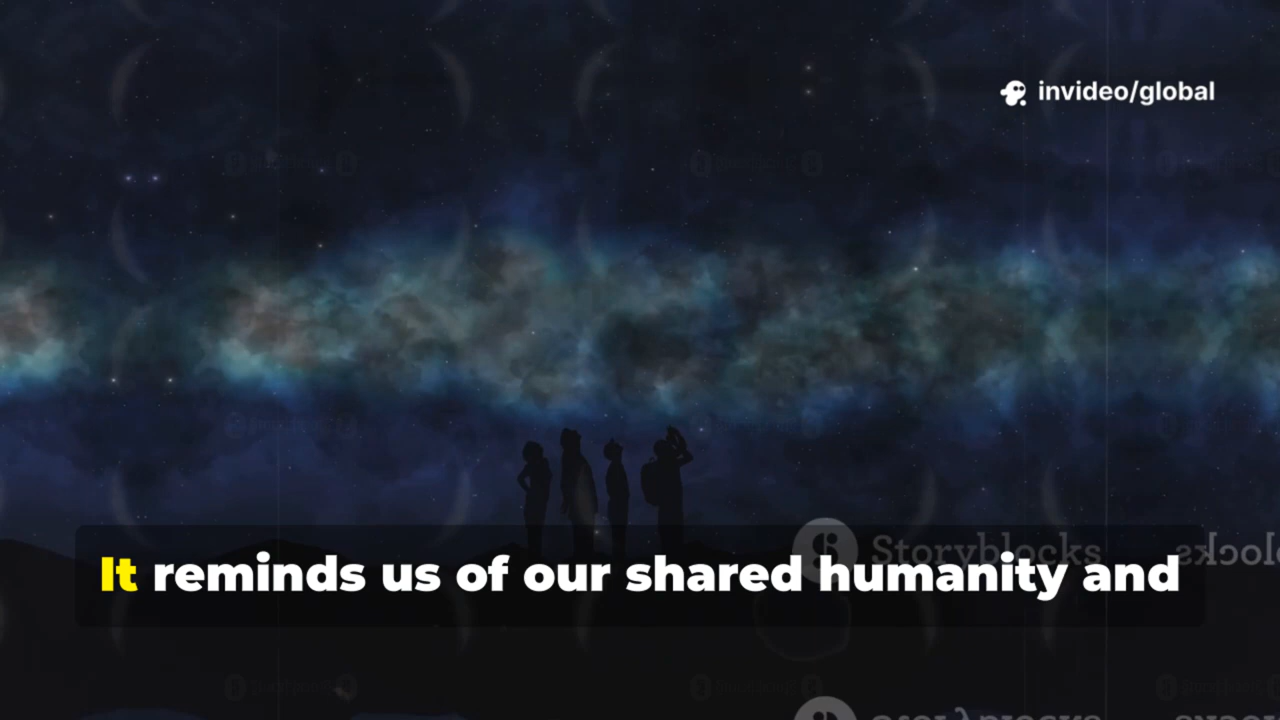 invideo/global
It reminds us of our shared humanity and
Storyblocks